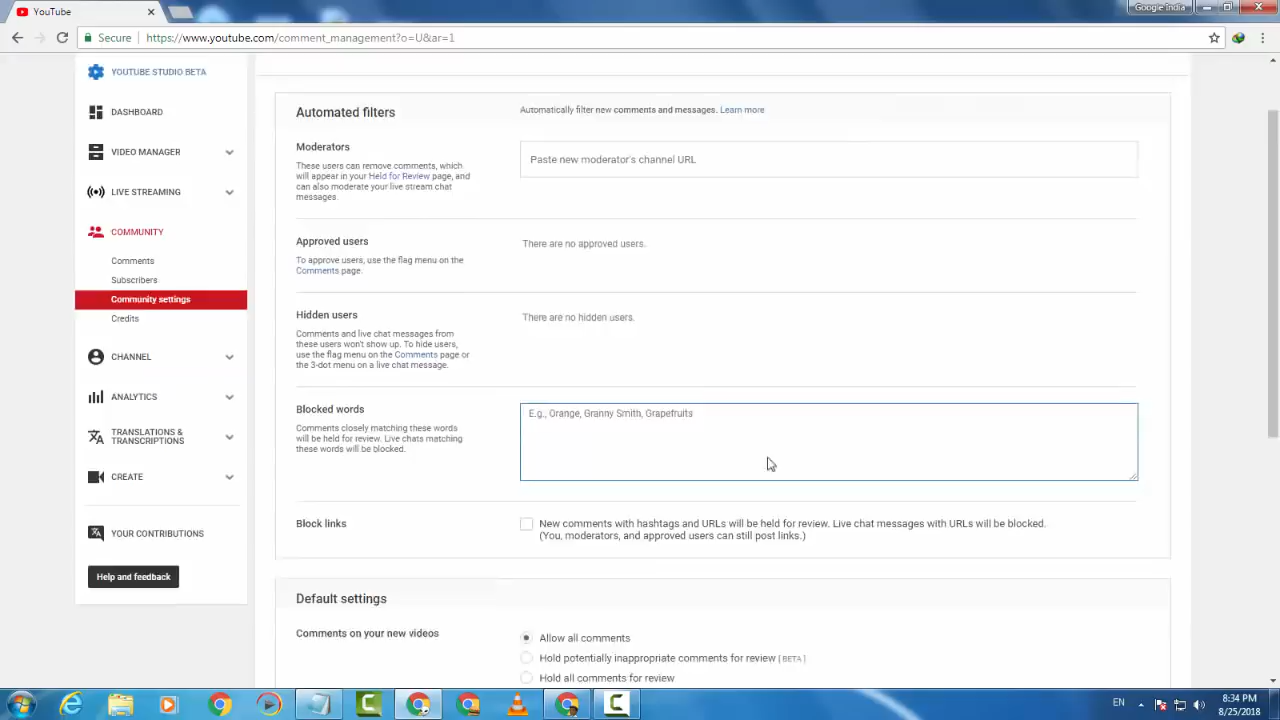 YouTube
Google India
Secure
https://www.youtube.com/comment_management?o=U&ar=1
YOUTUBE STUDIO BETA
DASHBOARD
VIDEO MANAGER
LIVE STREAMING
COMMUNITY
Comments
Subscribers
Community settings
Credits
CHANNEL
ANALYTICS
TRANSLATIONS &
TRANSCRIPTIONS
CREATE
YOUR CONTRIBUTIONS
Help and feedback
Automated filters
Automatically filter new comments and messages. Learn more
Moderators
These users can remove comments, which
will appear in your Held for Review page, and
can also moderate your live stream chat
messages.
Paste new moderator's channel URL
Approved users
To approve users, use the flag menu on the
Comments page.
There are no approved users.
Hidden users
Comments and live chat messages from
these users won't show up. To hide users,
use the flag menu on the Comments page or
the 3-dot menu on a live chat message.
There are no hidden users.
Blocked words
Comments closely matching these words
will be held for review. Live chats matching
these words will be blocked.
E.g., Orange, Granny Smith, Grapefruits
Block links
New comments with hashtags and URLs will be held for review. Live chat messages with URLs will be blocked.
(You, moderators, and approved users can still post links.)
Default settings
Comments on your new videos
Allow all comments
Hold potentially inappropriate comments for review [BETA]
Hold all comments for review
EN
8:34 PM
8/25/2018